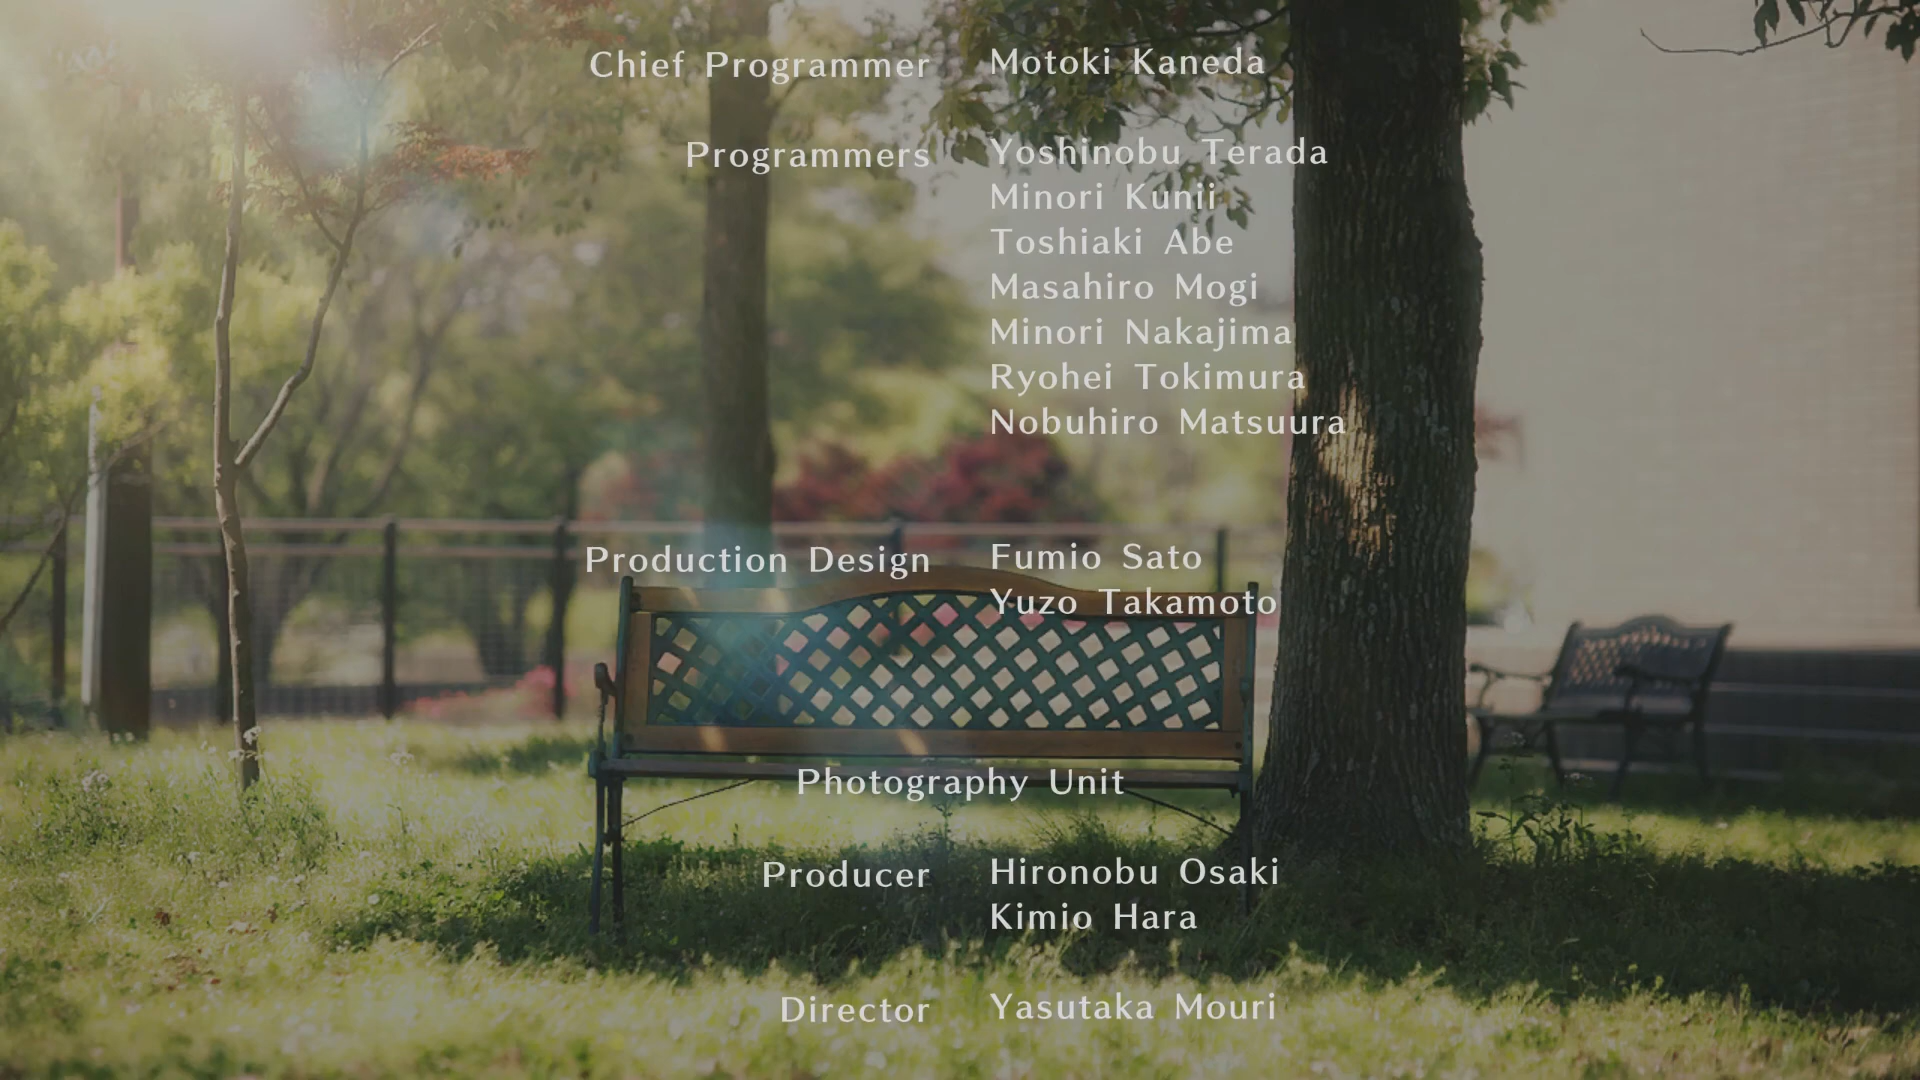 Chief Programmer Motoki Kaneda
Programmers Yoshinobu Terada
Minori Kunii
Toshiaki Abe
Masahiro Mogi
Minori Nakajima
Ryohei Tokimura
Nobuhiro Matsuura
Production Design Fumio Sato
Yuzo Takamoto
Photography Unit
Producer Hironobu Osaki
Kimio Hara
Director Yasutaka Mouri